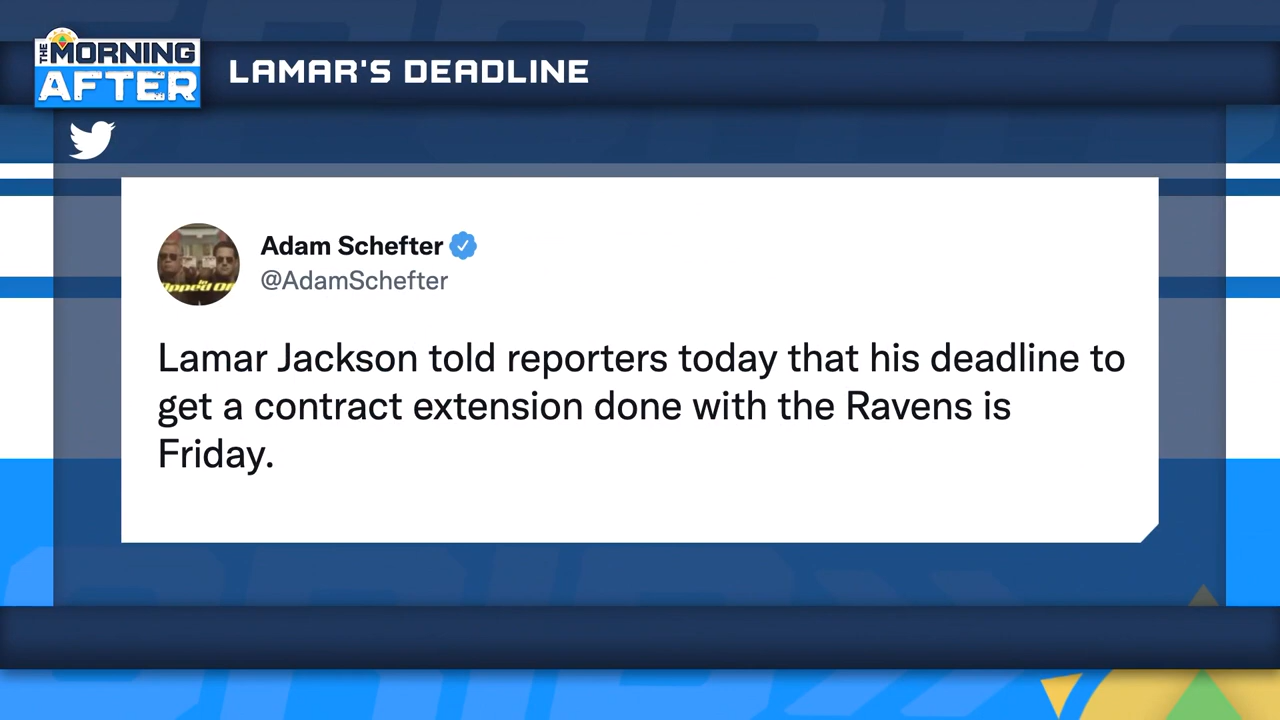 THE MORNING
AFTER
LAMAR'S DEADLINE
Adam Schefter
@AdamSchefter
Lamar Jackson told reporters today that his deadline to
get a contract extension done with the Ravens is
Friday.